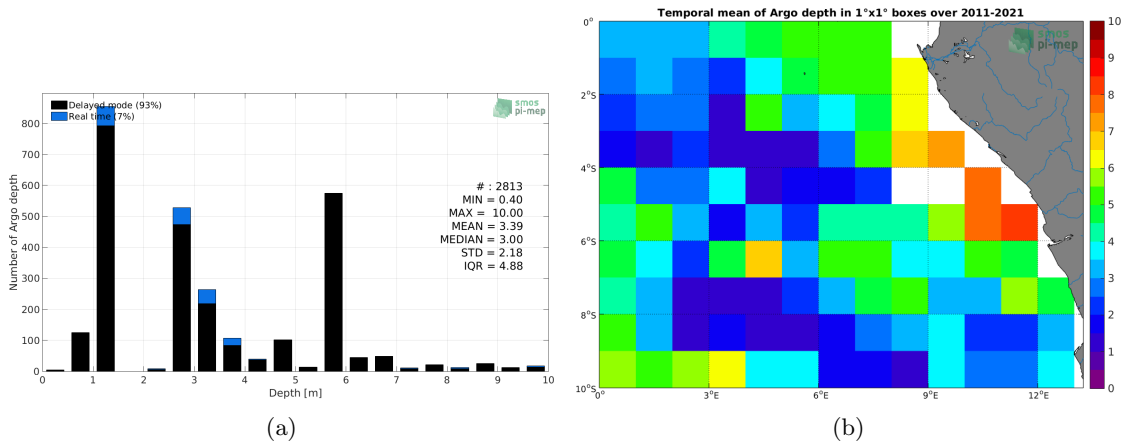 Delayed mode (93%)
Real time (7%)
smos
pi-mep
Number of Argo depth
800
700
600
500
400
300
200
100
0
# : 2813
MIN = 0.40
MAX = 10.00
MEAN = 3.39
MEDIAN = 3.00
STD = 2.18
IQR = 4.88
0 1 2 3 4 5 6 7 8 9 10
Depth [m]
(a)
Temporal mean of Argo depth in 1°x1° boxes over 2011-2021
smos
pi-mep
0°
2°S
4°S
6°S
8°S
10°S
0° 3°E 6°E 9°E 12°E
10
9
8
7
6
5
4
3
2
1
0
(b)